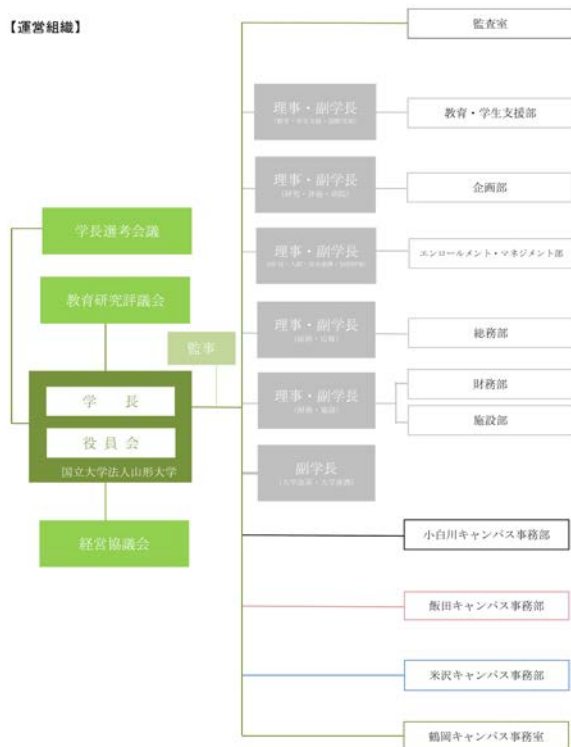 【運営組織】
監査室
理事・副学長
教育・学生支援部
理事・副学長
企画部
学長選考会議
理事・副学長
エンロールメント・マネジメント部
教育研究評議会
監事
理事・副学長
総務部
学　長
役員会
国立大学法人山形大学
理事・副学長
（財務・施設）
財務部
施設部
副学長
経営協議会
小白川キャンパス事務部
飯田キャンパス事務部
米沢キャンパス事務部
鶴岡キャンパス事務室